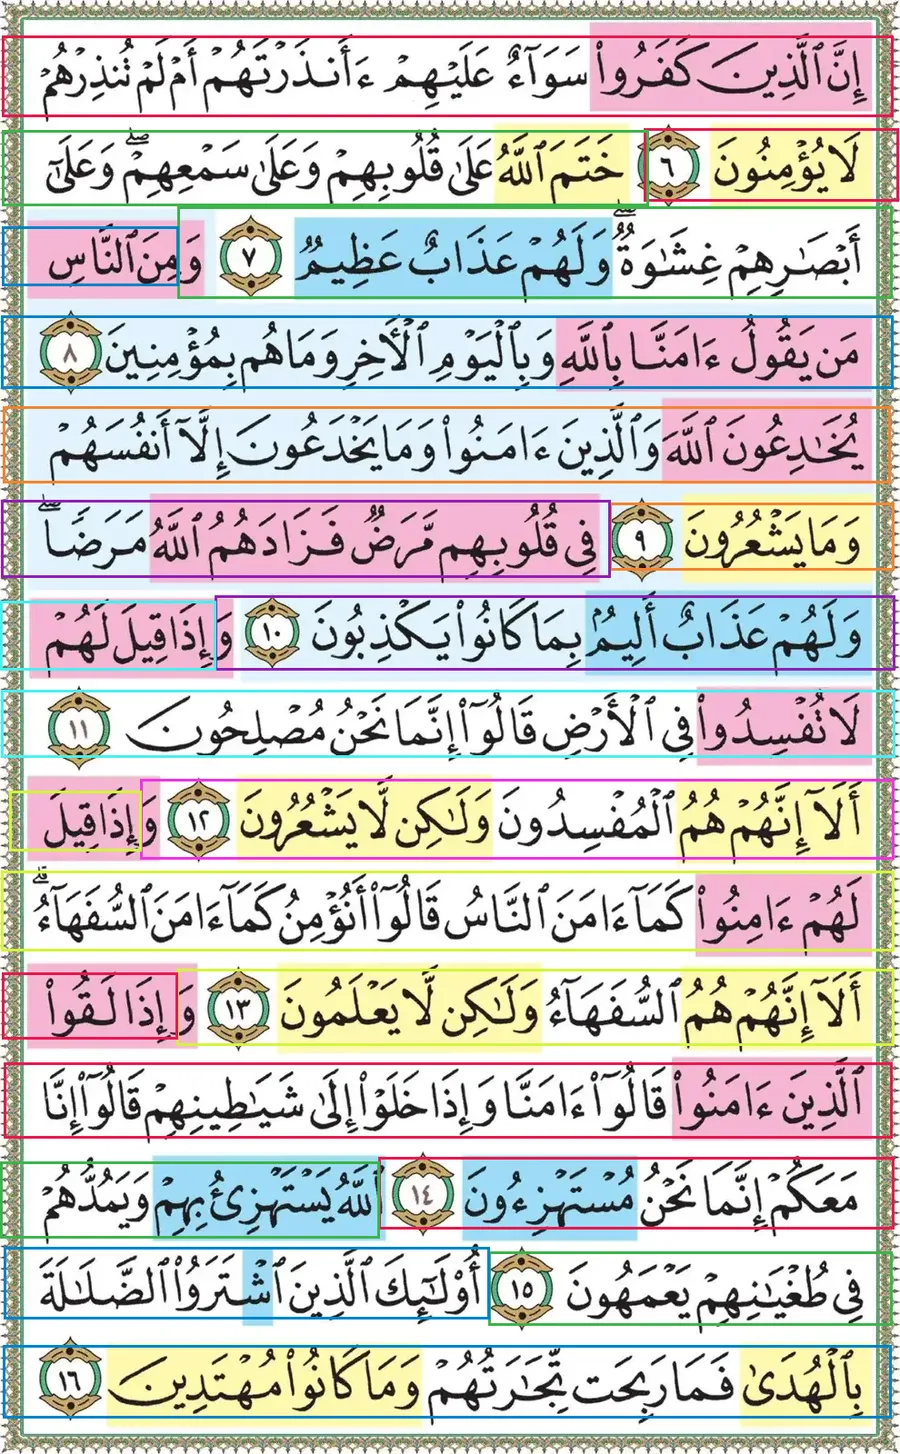 إِنَّ ٱلَّذِينَ كَفَرُوا۟ سَوَآءٌ عَلَيْهِمْ ءَأَنذَرْتَهُمْ أَمْ لَمْ تُنذِرْهُمْ
لَا يُؤْمِنُونَ ٦ خَتَمَ ٱللَّهُ عَلَىٰ قُلُوبِهِمْ وَعَلَىٰ سَمْعِهِمْ ۖ وَعَلَىٰٓ
أَبْصَـٰرِهِمْ غِشَـٰوَةٌ ۖ وَلَهُمْ عَذَابٌ عَظِيمٌ ٧ وَمِنَ ٱلنَّاسِ
مَن يَقُولُ ءَامَنَّا بِٱللَّهِ وَبِٱلْيَوْمِ ٱلْأَخِرِ وَمَا هُم بِمُؤْمِنِينَ ٨
يُخَـٰدِعُونَ ٱللَّهَ وَٱلَّذِينَ ءَامَنُوا۟ وَمَا يَخْدَعُونَ إِلَّآ أَنفُسَهُمْ
وَمَا يَشْعُرُونَ ٩ فِى قُلُوبِهِم مَّرَضٌ فَزَادَهُمُ ٱللَّهُ مَرَضًا ۖ
وَلَهُمْ عَذَابٌ أَلِيمٌۢ بِمَا كَانُوا۟ يَكْذِبُونَ ١٠ وَإِذَا قِيلَ لَهُمْ
لَا تُفْسِدُوا۟ فِى ٱلْأَرْضِ قَالُوٓا۟ إِنَّمَا نَحْنُ مُصْلِحُونَ ١١
أَلَآ إِنَّهُمْ هُمُ ٱلْمُفْسِدُونَ وَلَـٰكِن لَّا يَشْعُرُونَ ١٢ وَإِذَا قِيلَ
لَهُمْ ءَامِنُوا۟ كَمَآ ءَامَنَ ٱلنَّاسُ قَالُوٓا۟ أَنُؤْمِنُ كَمَآ ءَامَنَ ٱلسُّفَهَآءُ ۗ
أَلَآ إِنَّهُمْ هُمُ ٱلسُّفَهَآءُ وَلَـٰكِن لَّا يَعْلَمُونَ ١٣ وَإِذَا لَقُوا۟
ٱلَّذِينَ ءَامَنُوا۟ قَالُوٓا۟ ءَامَنَّا وَإِذَا خَلَوْا۟ إِلَىٰ شَيَـٰطِينِهِمْ قَالُوٓا۟ إِنَّا
مَعَكُمْ إِنَّمَا نَحْنُ مُسْتَهْزِءُونَ ١٤ ٱللَّهُ يَسْتَهْزِئُ بِهِمْ وَيَمُدُّهُمْ
فِى طُغْيَـٰنِهِمْ يَعْمَهُونَ ١٥ أُو۟لَـٰٓئِكَ ٱلَّذِينَ ٱشْتَرَوُا۟ ٱلضَّلَـٰلَةَ
بِٱلْهُدَىٰ فَمَا رَبِحَت تِّجَـٰرَتُهُمْ وَمَا كَانُوا۟ مُهْتَدِينَ ١٦